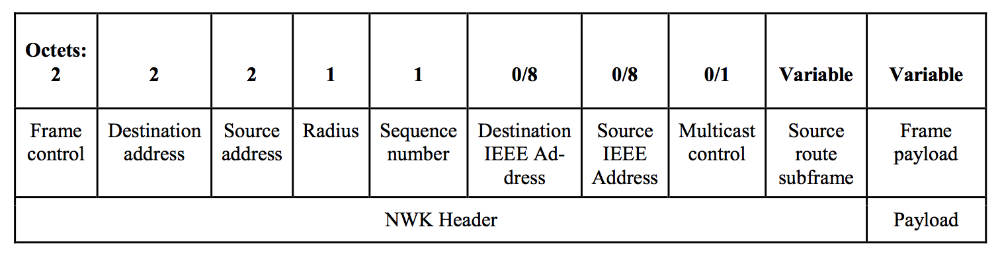 Octets:
2 2 2 1 1 0/8 0/8 0/1 Variable Variable
Frame Destination Source Radius Sequence Destination Source Multicast Source Frame
control address address number IEEE Ad- IEEE control route payload
dress Address subframe
NWK Header Payload